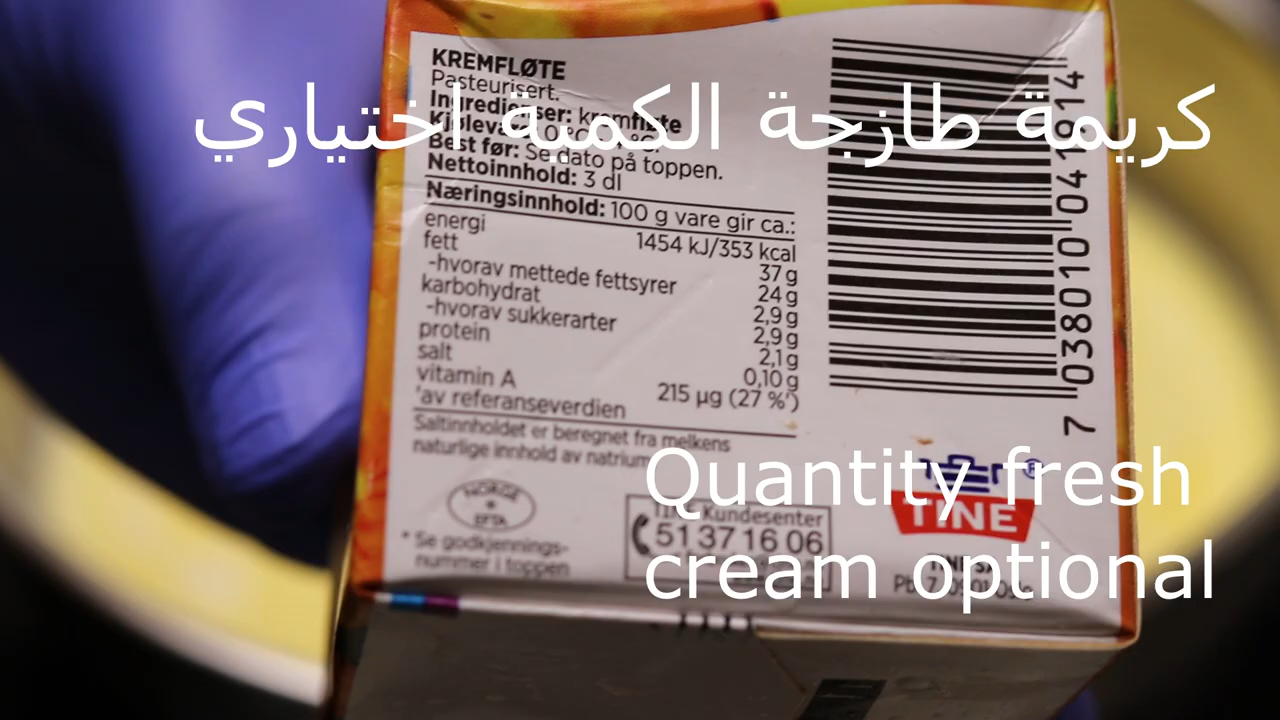 KREMFLØTE
Pasteurisert.
Ingredienser: kremfløte
Best før: Se dato på toppen.
Nettoinnhold: 3 dl
Næringsinnhold: 100 g vare gir ca.:
energi 1454 kJ/353 kcal
fett 37 g
-hvorav mettede fettsyrer 24 g
karbohydrat 2,9 g
-hvorav sukkerarter 2,9 g
protein 2,1 g
salt 0,10 g
vitamin A 215 µg (27 %*)
*av referanseverdien
Saltinnholdet er beregnet fra melkens
naturlige innhold av natrium
NORGE
EFTA
* Se godkjennings-
nummer i toppen
Kundesenter
51 37 16 06
TINE
7 038010 041914
كريمة طازجة الكمية اختياري
Quantity fresh
cream optional